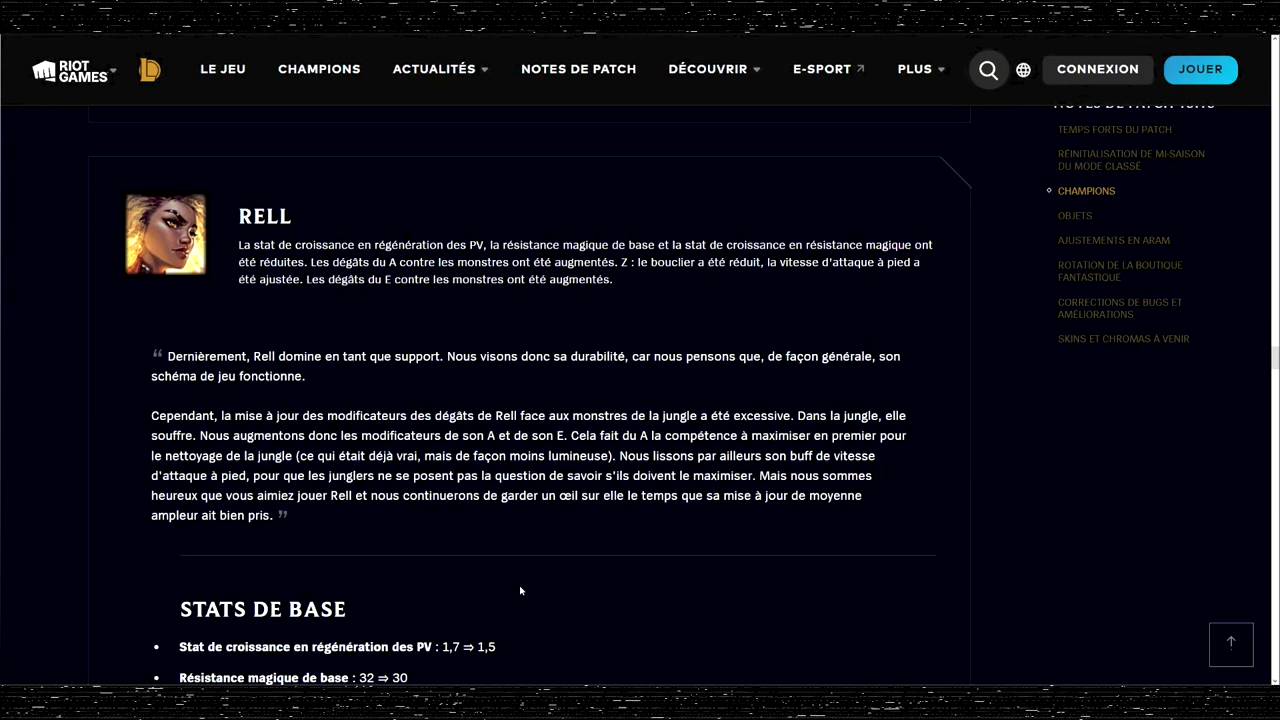 RIOT GAMES
LE JEU
CHAMPIONS
ACTUALITÉS
NOTES DE PATCH
DÉCOUVRIR
E-SPORT
PLUS
CONNEXION
JOUER
TEMPS FORTS DU PATCH
RÉINITIALISATION DE MI-SAISON
DU MODE CLASSÉ
CHAMPIONS
OBJETS
AJUSTEMENTS EN ARAM
ROTATION DE LA BOUTIQUE
FANTASTIQUE
CORRECTIONS DE BUGS ET
AMÉLIORATIONS
SKINS ET CHROMAS À VENIR
RELL
La stat de croissance en régénération des PV, la résistance magique de base et la stat de croissance en résistance magique ont
été réduites. Les dégâts du A contre les monstres ont été augmentés. Z : le bouclier a été réduit, la vitesse d'attaque à pied a
été ajustée. Les dégâts du E contre les monstres ont été augmentés.
“ Dernièrement, Rell domine en tant que support. Nous visons donc sa durabilité, car nous pensons que, de façon générale, son
schéma de jeu fonctionne.
Cependant, la mise à jour des modificateurs des dégâts de Rell face aux monstres de la jungle a été excessive. Dans la jungle, elle
souffre. Nous augmentons donc les modificateurs de son A et de son E. Cela fait du A la compétence à maximiser en premier pour
le nettoyage de la jungle (ce qui était déjà vrai, mais de façon moins lumineuse). Nous lissons par ailleurs son buff de vitesse
d'attaque à pied, pour que les junglers ne se posent pas la question de savoir s'ils doivent le maximiser. Mais nous sommes
heureux que vous aimiez jouer Rell et nous continuerons de garder un œil sur elle le temps que sa mise à jour de moyenne
ampleur ait bien pris. ”
STATS DE BASE
• Stat de croissance en régénération des PV : 1,7 ⇒ 1,5
• Résistance magique de base : 32 ⇒ 30